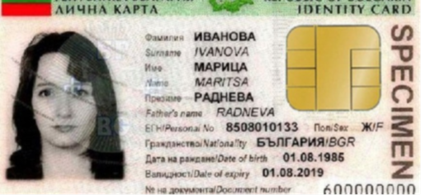 ЛИЧНА КАРТА IDENTITY CARD
Фамилия ИВАНОВА
Surname IVANOVA
Име МАРИЦА
Name MARITSA
Презиме РАДНЕВА
Father's name RADNEVA
ЕГН/Personal No 8508010133 Пол/Sex Ж/F
Гражданство/Nationality БЪЛГАРИЯ/BGR
Дата на раждане/Date of birth 01.08.1985
Валидност/Date of expiry 01.08.2019
№ на документа/Document number 600000000
SPECIMEN